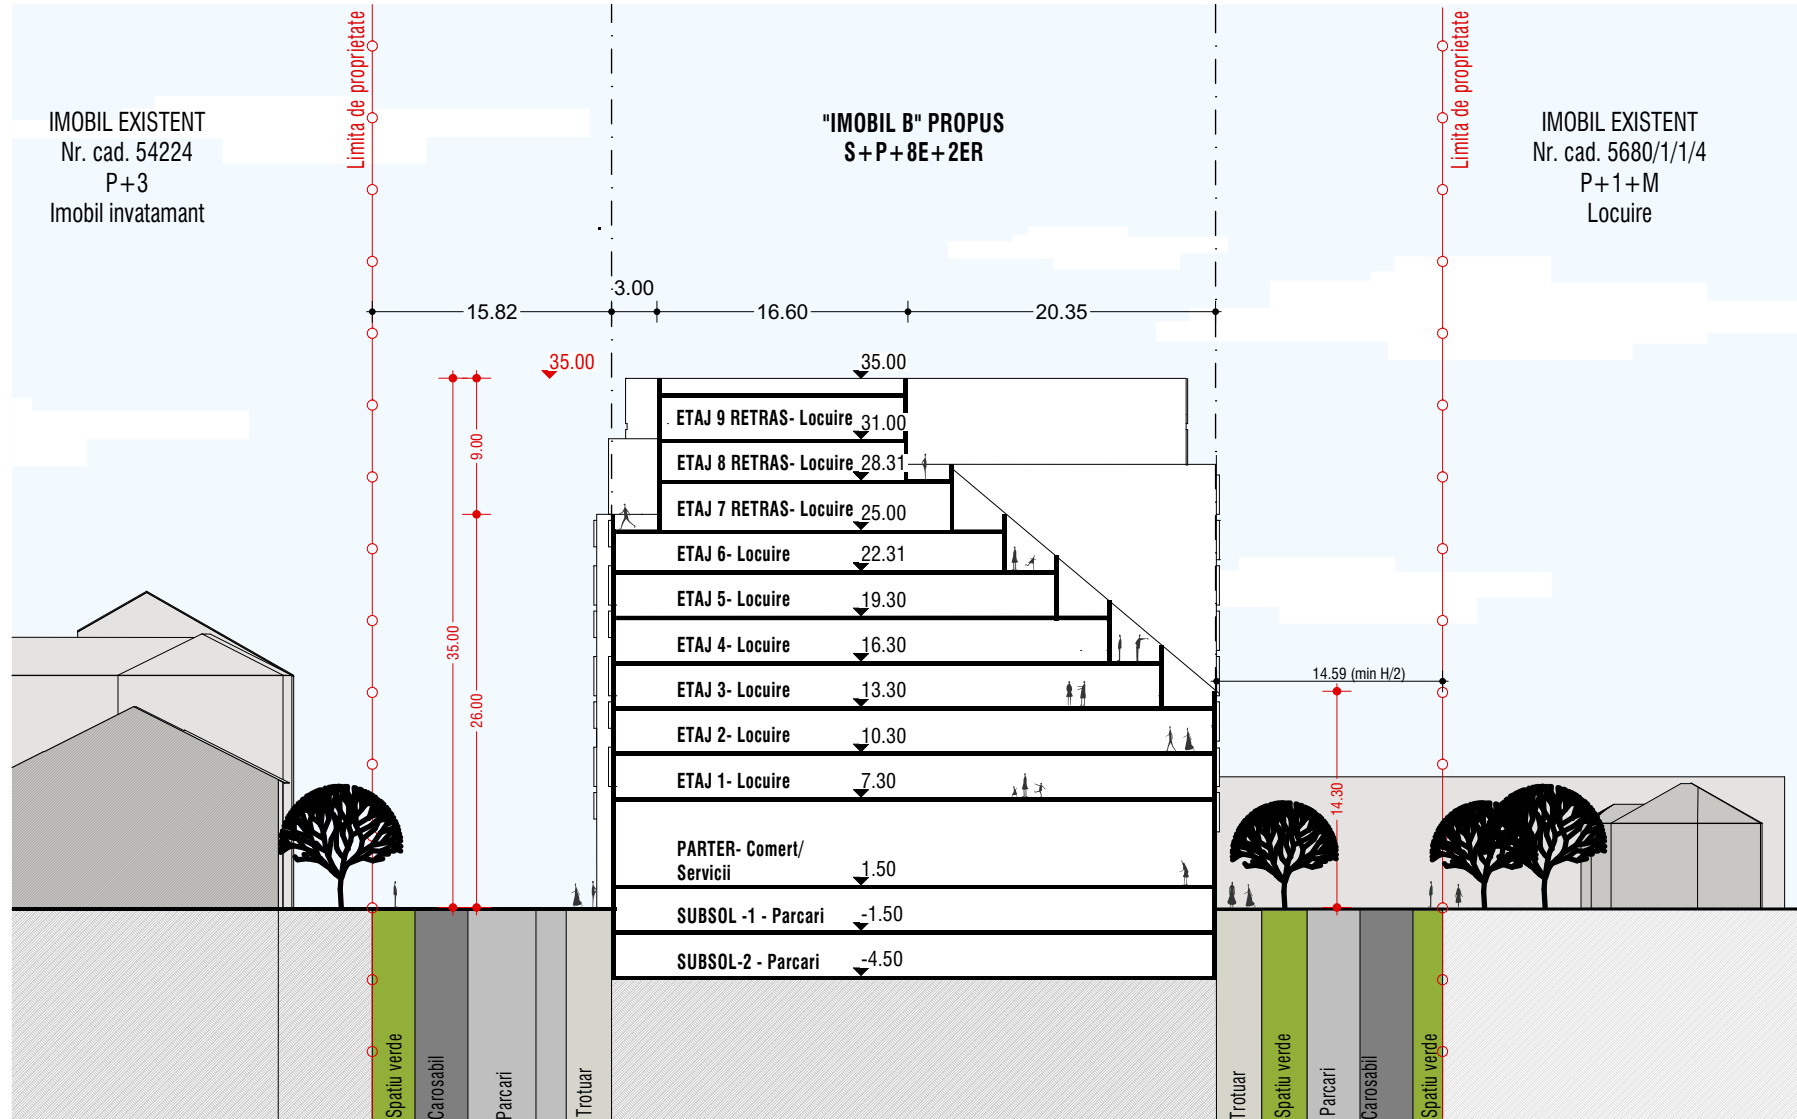 Limita de proprietate
Limita de proprietate
IMOBIL EXISTENT
Nr. cad. 54224
P+3
Imobil invatamant
"IMOBIL B" PROPUS
S+P+8E+2ER
IMOBIL EXISTENT
Nr. cad. 5680/1/1/4
P+1+M
Locuire
3.00
15.82
16.60
20.35
35.00
35.00
ETAJ 9 RETRAS- Locuire 31.00
9.00
ETAJ 8 RETRAS- Locuire 28.31
ETAJ 7 RETRAS- Locuire 25.00
ETAJ 6- Locuire 22.31
ETAJ 5- Locuire 19.30
35.00
ETAJ 4- Locuire 16.30
14.59 (min H/2)
ETAJ 3- Locuire 13.30
26.00
ETAJ 2- Locuire 10.30
ETAJ 1- Locuire 7.30
14.30
PARTER- Comert/
Servicii 1.50
SUBSOL -1 - Parcari -1.50
SUBSOL-2 - Parcari -4.50
Spatiu verde
Carosabil
Parcari
Trotuar
Trotuar
Spatiu verde
Parcari
Carosabil
Spatiu verde